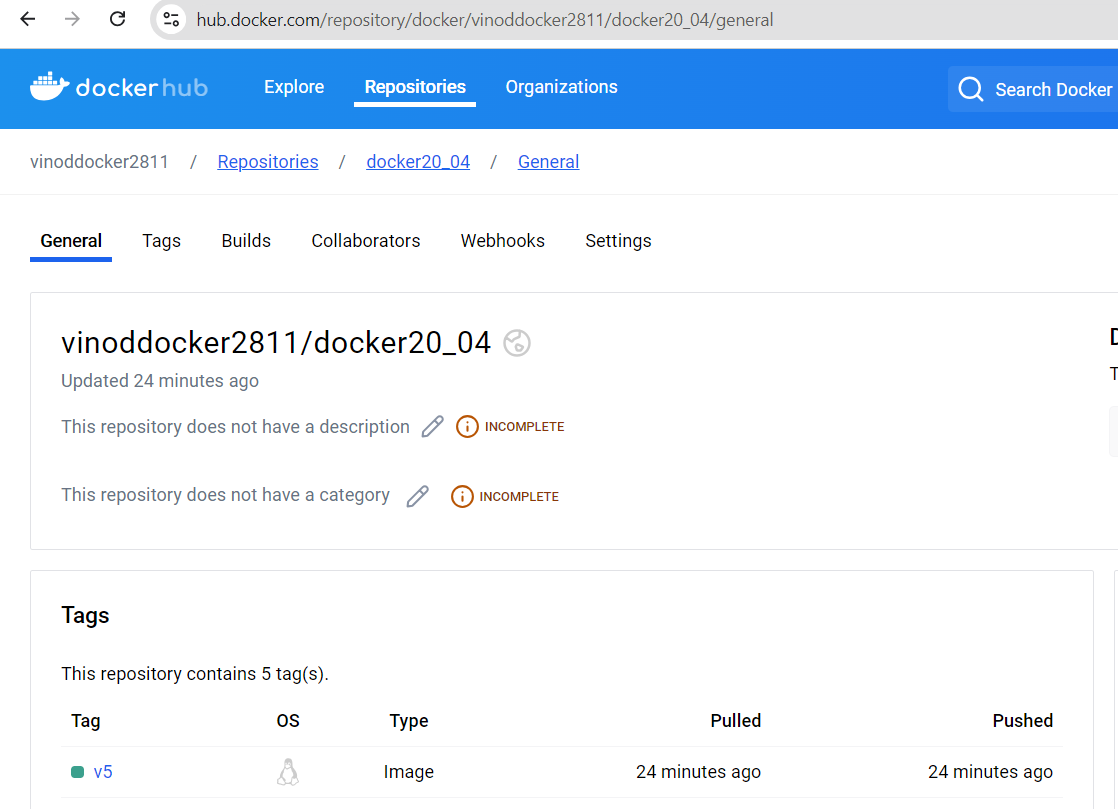 hub.docker.com/repository/docker/vinoddocker2811/docker20_04/general
dockerhub Explore Repositories Organizations Search Docker
vinoddocker2811 / Repositories / docker20_04 / General
General Tags Builds Collaborators Webhooks Settings
vinoddocker2811/docker20_04
Updated 24 minutes ago
This repository does not have a description INCOMPLETE
This repository does not have a category INCOMPLETE
Tags
This repository contains 5 tag(s).
Tag OS Type Pulled Pushed
v5 Image 24 minutes ago 24 minutes ago